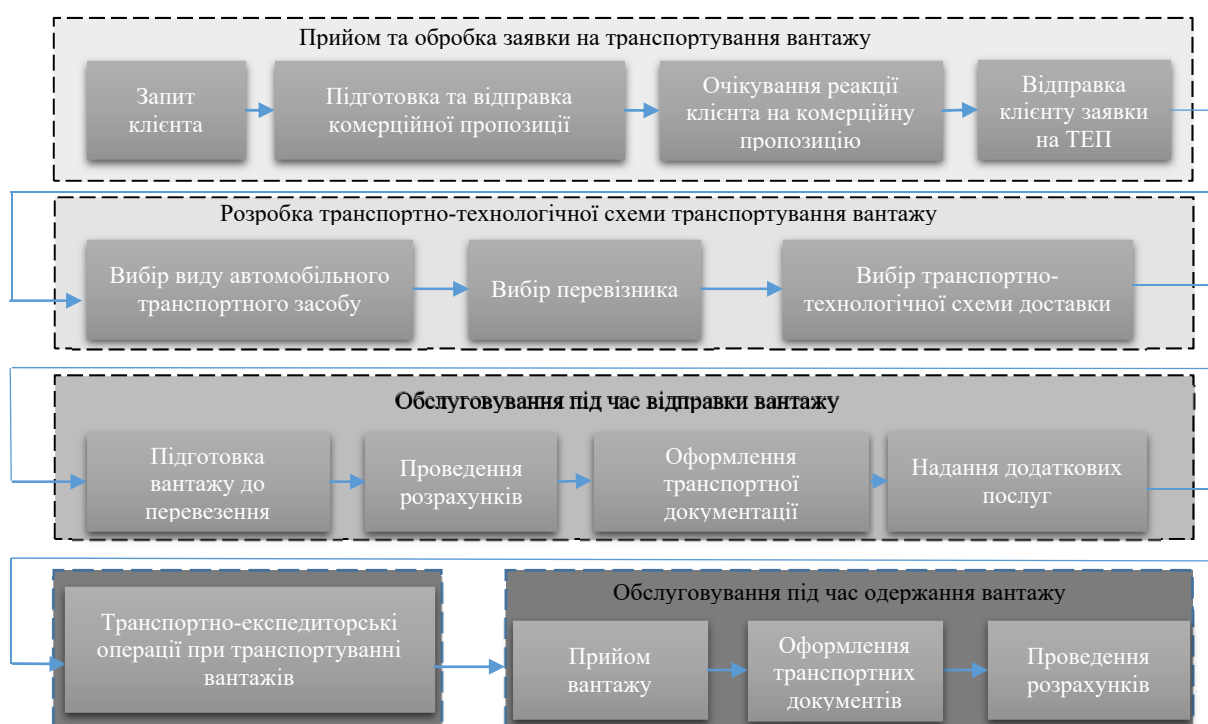 Прийом та обробка заявки на транспортування вантажу
Запит
клієнта
Підготовка та відправка
комерційної пропозиції
Очікування реакції
клієнта на комерційну
пропозицію
Відправка
клієнту заявки
на ТЕП
Розробка транспортно-технологічної схеми транспортування вантажу
Вибір виду автомобільного
транспортного засобу
Вибір перевізника
Вибір транспортно-
технологічної схеми доставки
Обслуговування під час відправки вантажу
Підготовка
вантажу до
перевезення
Проведення
розрахунків
Оформлення
транспортної
документації
Надання додаткових
послуг
Транспортно-експедиторські
операції при транспортуванні
вантажів
Обслуговування під час одержання вантажу
Прийом
вантажу
Оформлення
транспортних
документів
Проведення
розрахунків